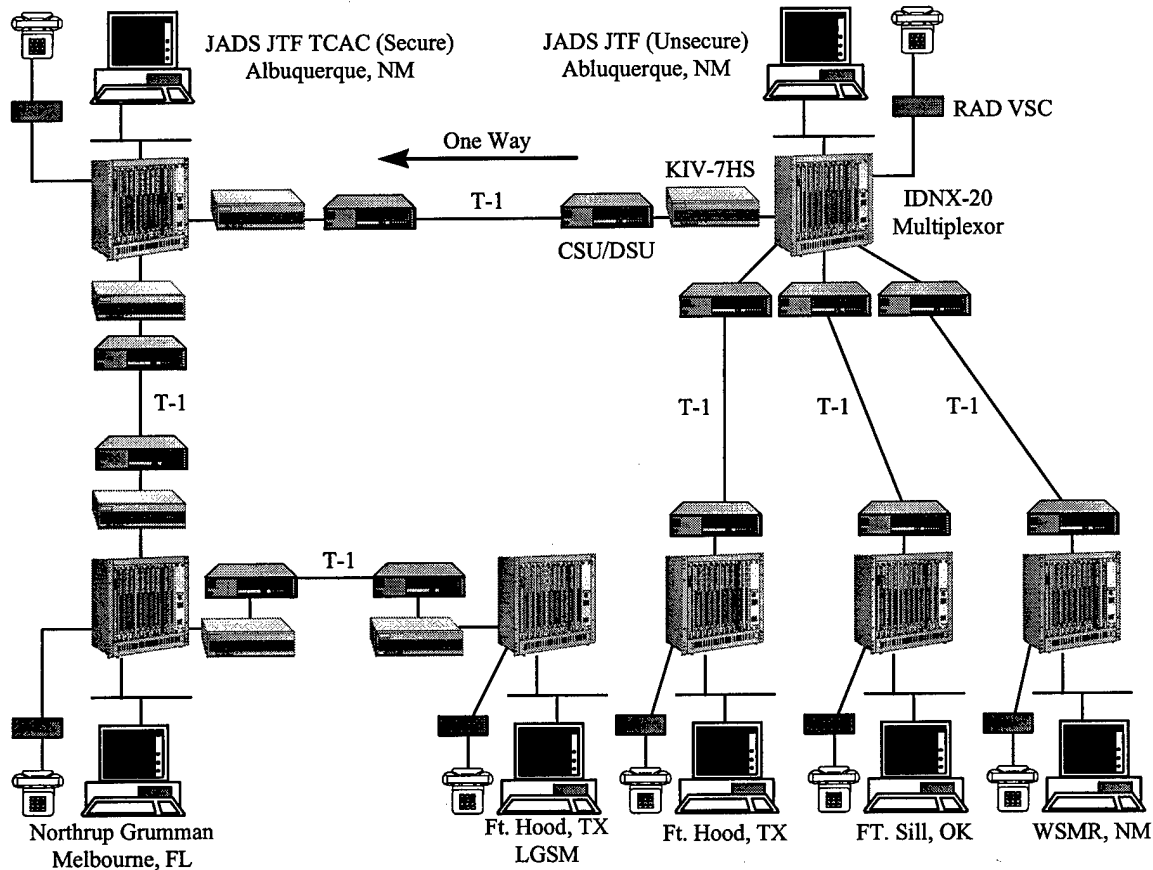 JADS JTF TCAC (Secure)
Albuquerque, NM
JADS JTF (Unsecure)
Abluquerque, NM
RAD VSC
One Way
KIV-7HS
T-1
IDNX-20
Multiplexor
CSU/DSU
T-1
T-1
T-1
T-1
T-1
Northrup Grumman
Melbourne, FL
Ft. Hood, TX
LGSM
Ft. Hood, TX
FT. Sill, OK
WSMR, NM